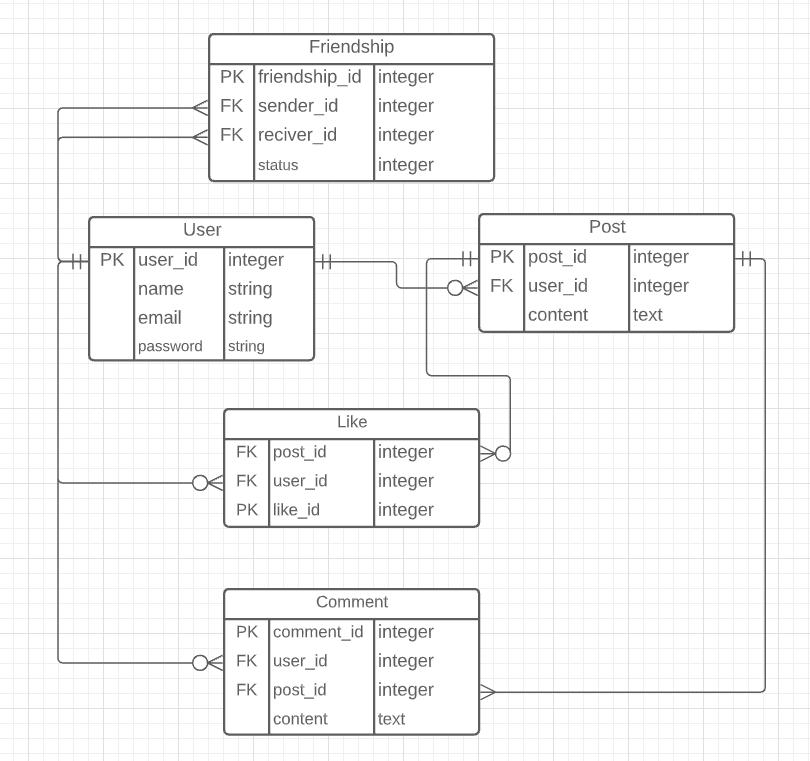 Friendship
PK friendship_id integer
FK sender_id integer
FK reciver_id integer
status integer
User
PK user_id integer
name string
email string
password string
Post
PK post_id integer
FK user_id integer
content text
Like
FK post_id integer
FK user_id integer
PK like_id integer
Comment
PK comment_id integer
FK user_id integer
FK post_id integer
content text